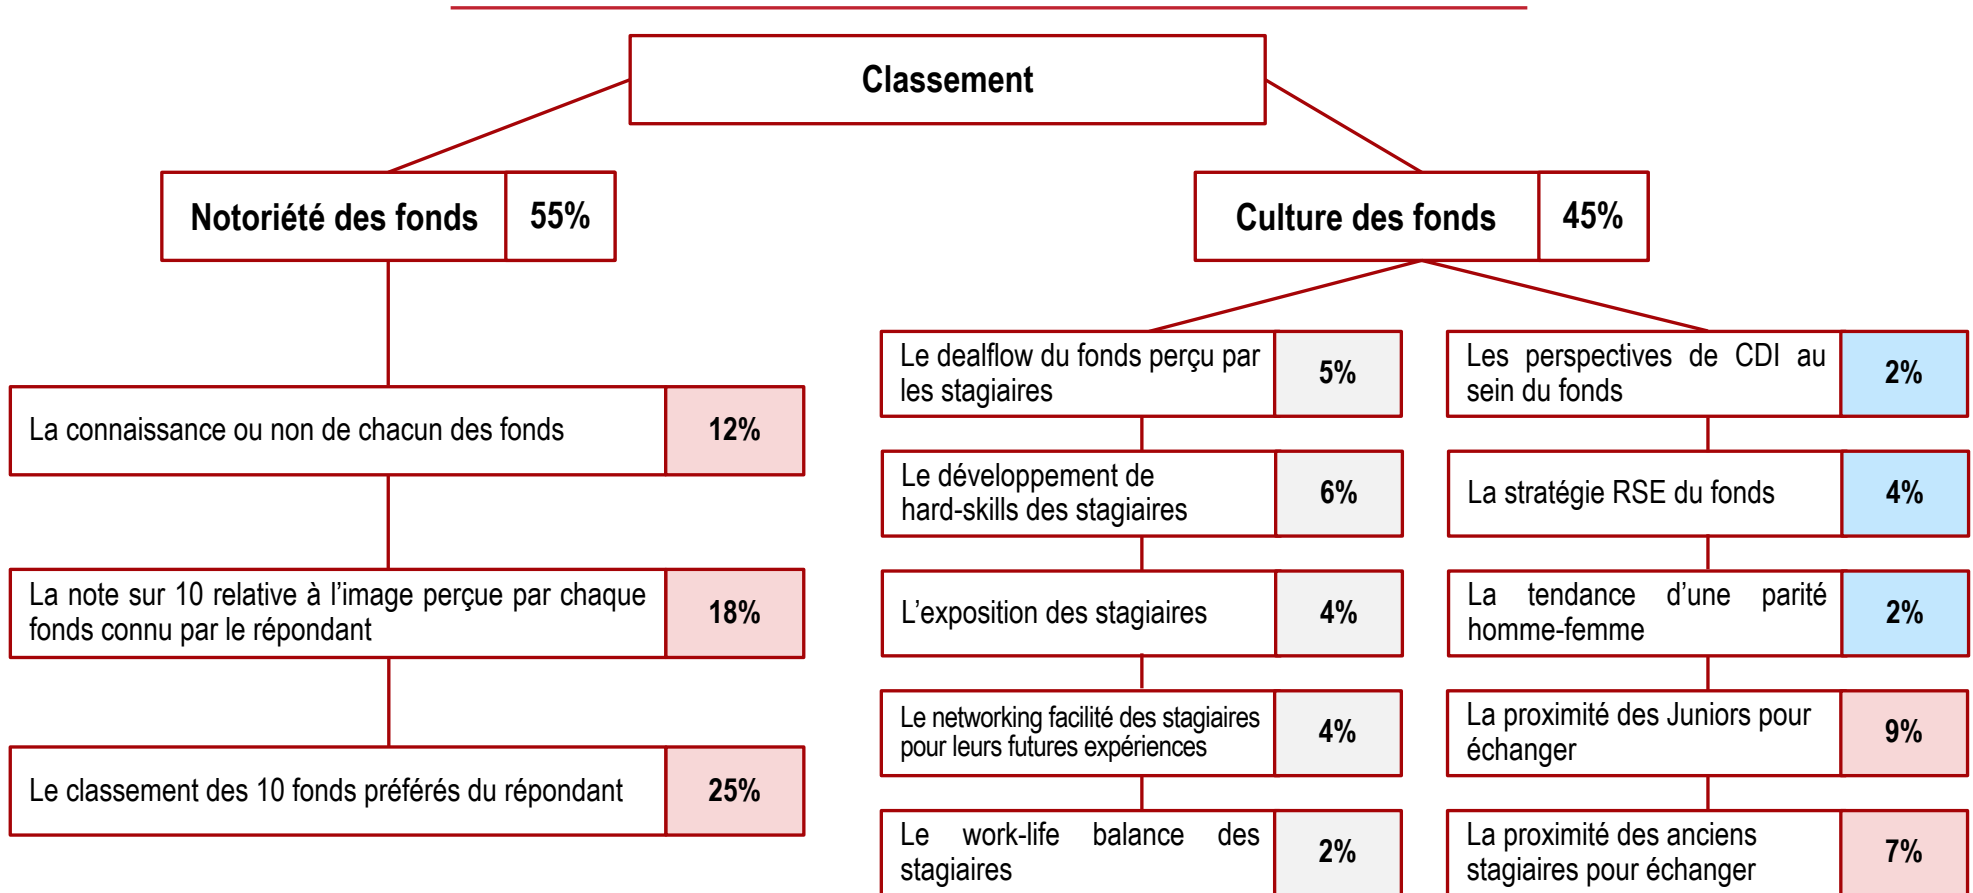 Classement
Notoriété des fonds
55%
La connaissance ou non de chacun des fonds
12%
La note sur 10 relative à l’image perçue par chaque
fonds connu par le répondant
18%
Le classement des 10 fonds préférés du répondant
25%
Culture des fonds
45%
Le dealflow du fonds perçu par
les stagiaires
5%
Le développement de
hard-skills des stagiaires
6%
L’exposition des stagiaires
4%
Le networking facilité des stagiaires
pour leurs futures expériences
4%
Le work-life balance des
stagiaires
2%
Les perspectives de CDI au
sein du fonds
2%
La stratégie RSE du fonds
4%
La tendance d’une parité
homme-femme
2%
La proximité des Juniors pour
échanger
9%
La proximité des anciens
stagiaires pour échanger
7%